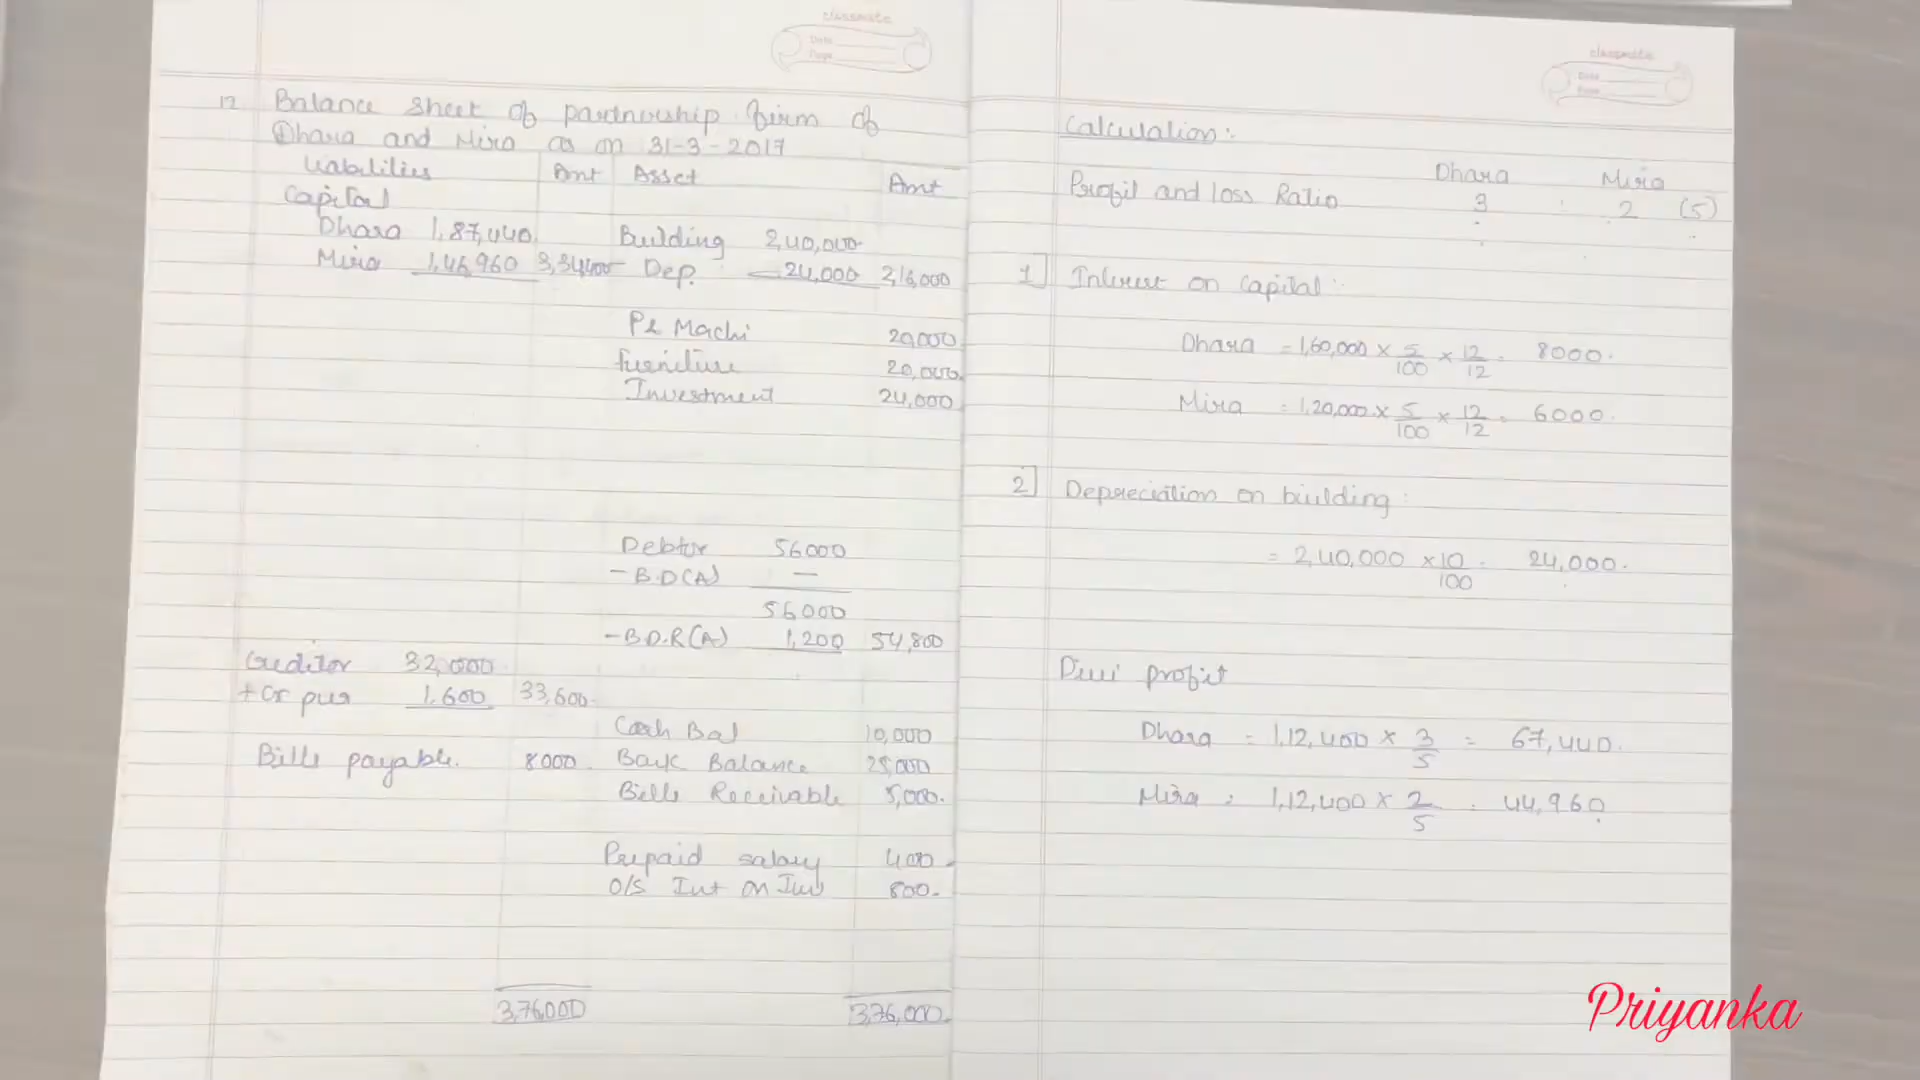 classmate
Date
Page
12 Balance sheet of partnership firm of
Dhara and Mira as on 31-3-2017
Liabilities Amt Asset Amt
Capital
Dhara 1,87,440 Building 2,40,000
Mira 1,46,960 3,34,400 Dep. - 24,000 2,16,000
Pl Machi 20,000
Furniture 20,000
Investment 24,000
Debtor 56000
- B.D(A) —
56000
- B.D.R(A) 1,200 54,800
Creditor 32,000
+ Cr pur 1,600 33,600
Cash Bal 10,000
Bills payable. 8000 Bank Balance 25,000
Bills Receivable 5,000
Prepaid salary 400
O/S Int on Inv 800
3,76,000 3,76,000
classmate
Date
Page
Calculation:
Dhara Mira
Profit and loss Ratio 3 : 2 (5)
1] Interest on capital:
Dhara = 1,60,000 × 5/100 × 12/12 = 8000.
Mira = 1,20,000 × 5/100 × 12/12 = 6000.
2] Depreciation on building:
= 2,40,000 × 10/100 = 24,000.
Divi profit
Dhara = 1,12,400 × 3/5 = 67,440.
Mira = 1,12,400 × 2/5 = 44,960
Priyanka